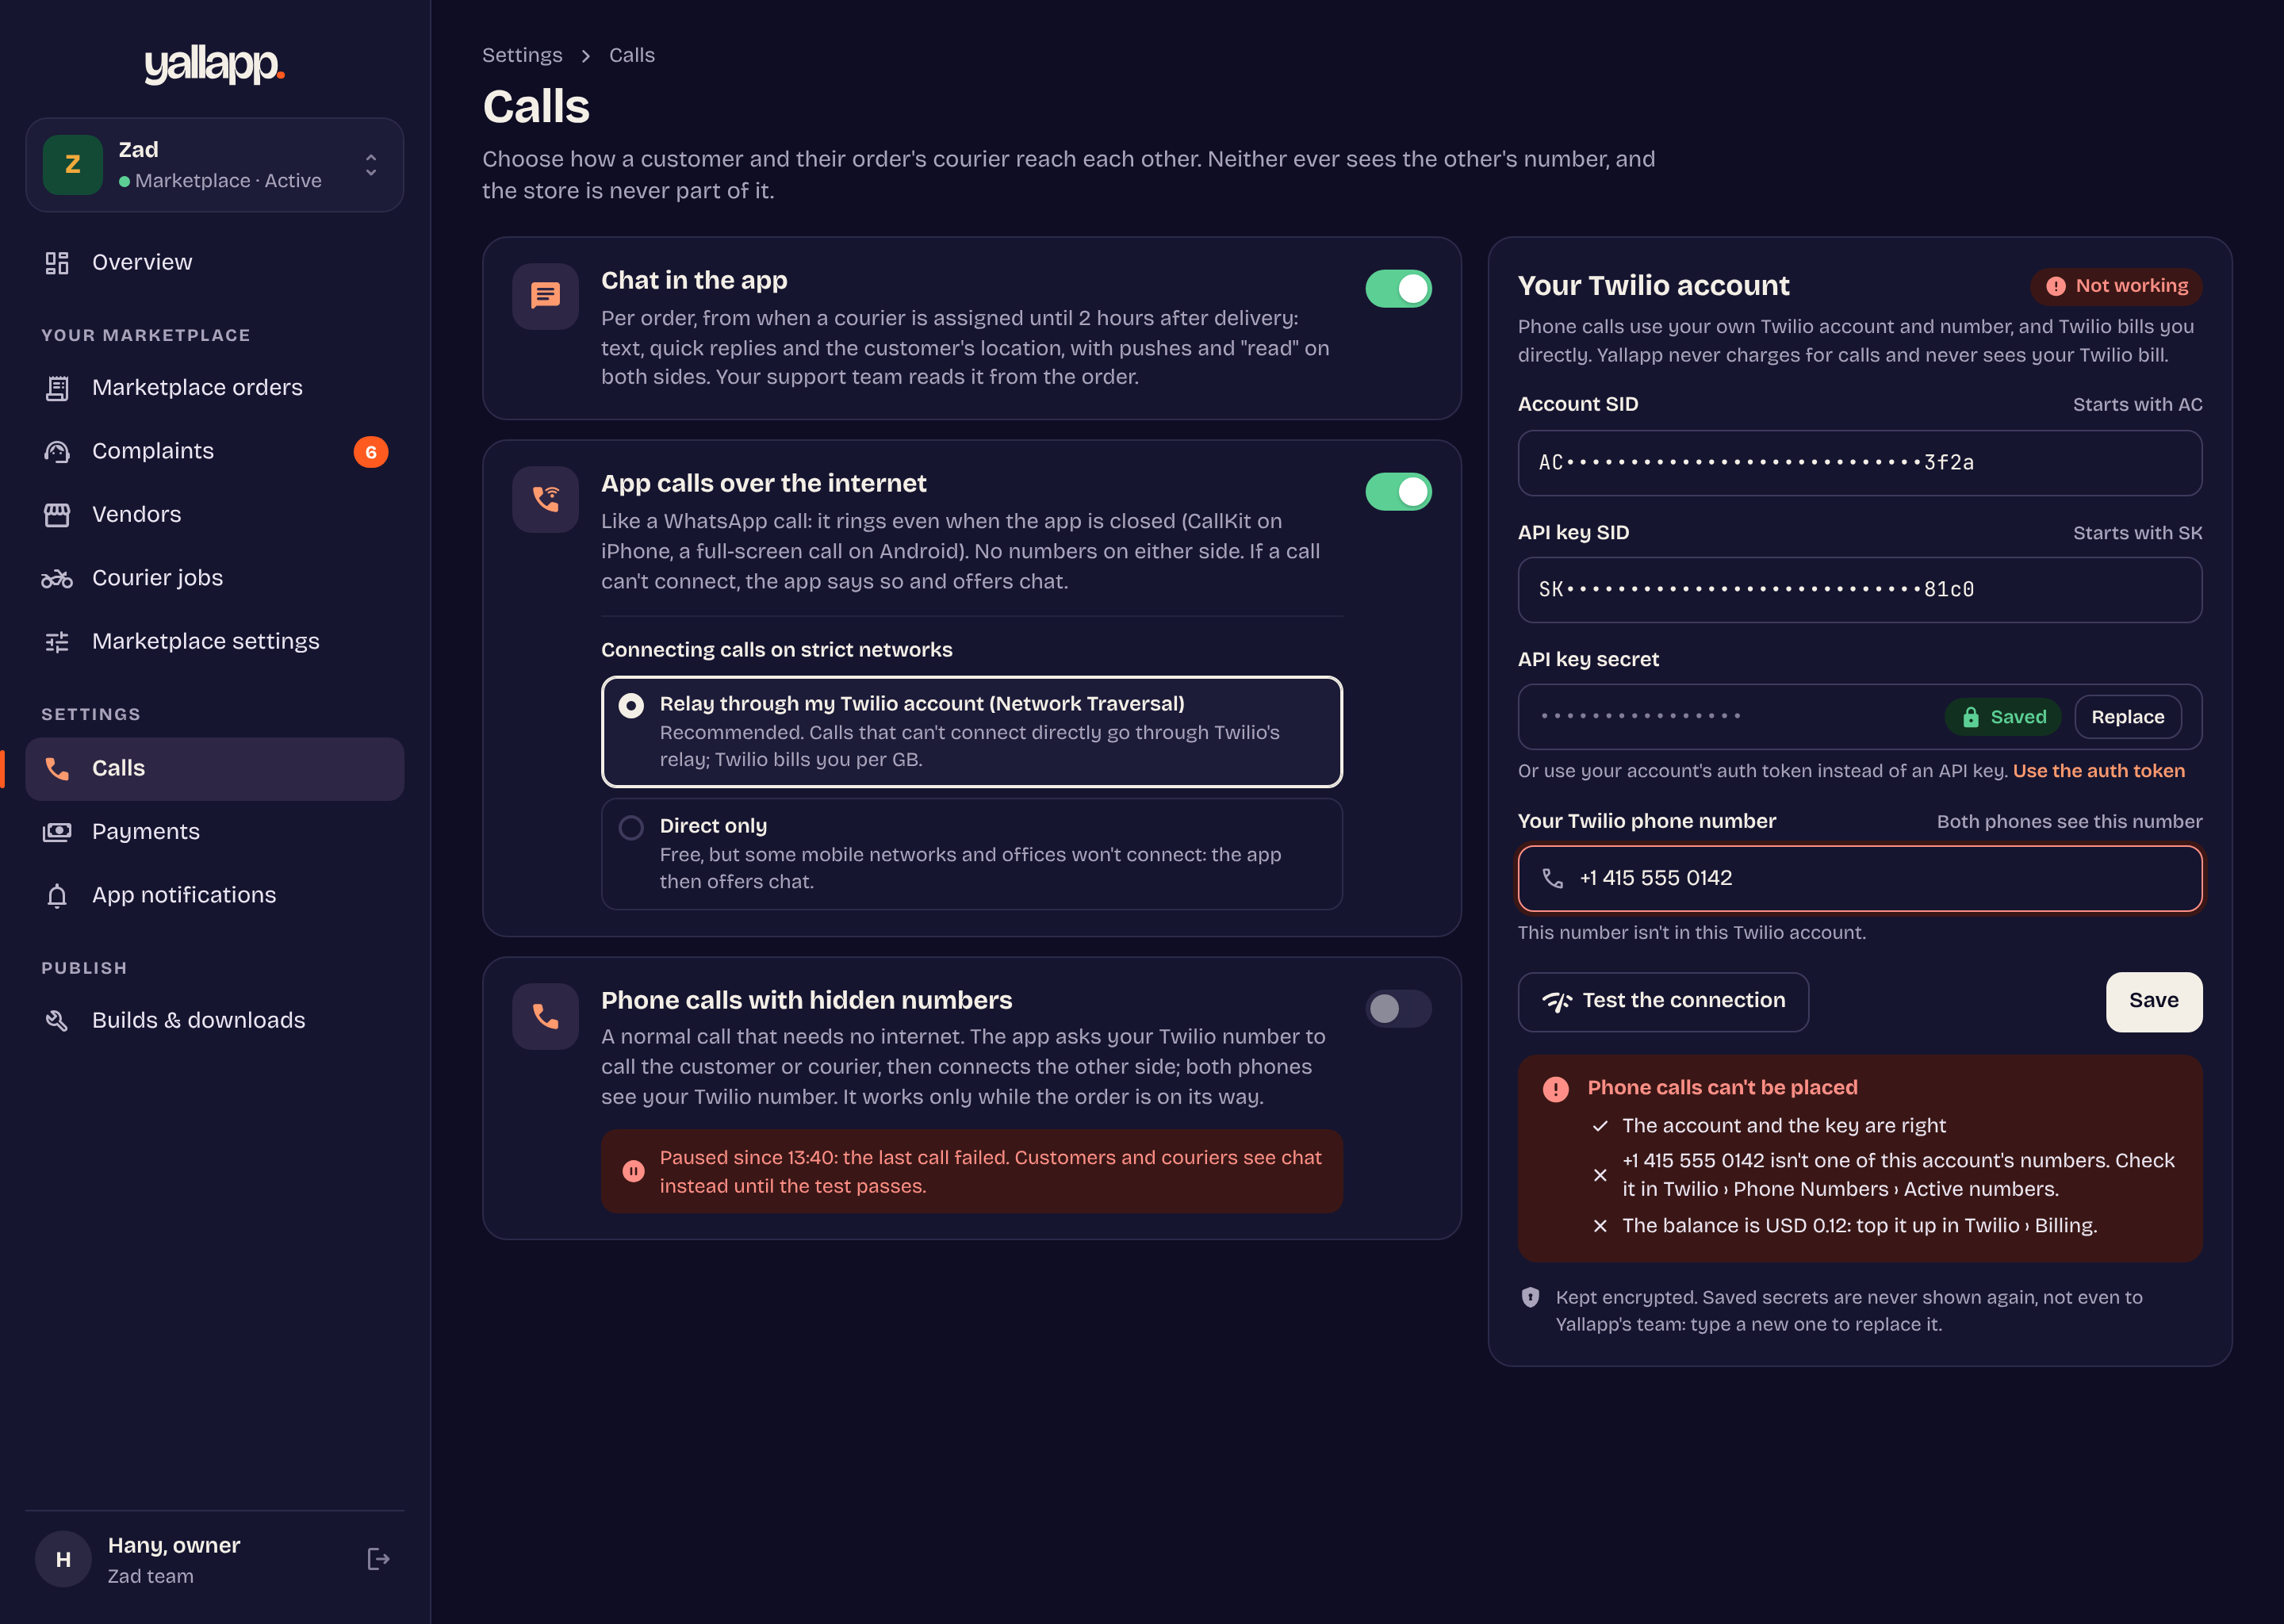 yallapp.
Z
Zad
Marketplace · Active
Overview
YOUR MARKETPLACE
Marketplace orders
Complaints
6
Vendors
Courier jobs
Marketplace settings
SETTINGS
Calls
Payments
App notifications
PUBLISH
Builds & downloads
H
Hany, owner
Zad team
Settings › Calls
Calls
Choose how a customer and their order's courier reach each other. Neither ever sees the other's number, and
the store is never part of it.
Chat in the app
Per order, from when a courier is assigned until 2 hours after delivery:
text, quick replies and the customer's location, with pushes and "read" on
both sides. Your support team reads it from the order.
App calls over the internet
Like a WhatsApp call: it rings even when the app is closed (CallKit on
iPhone, a full-screen call on Android). No numbers on either side. If a call
can't connect, the app says so and offers chat.
Connecting calls on strict networks
Relay through my Twilio account (Network Traversal)
Recommended. Calls that can't connect directly go through Twilio's
relay; Twilio bills you per GB.
Direct only
Free, but some mobile networks and offices won't connect: the app
then offers chat.
Phone calls with hidden numbers
A normal call that needs no internet. The app asks your Twilio number to
call the customer or courier, then connects the other side; both phones
see your Twilio number. It works only while the order is on its way.
Paused since 13:40: the last call failed. Customers and couriers see chat
instead until the test passes.
Your Twilio account
Not working
Phone calls use your own Twilio account and number, and Twilio bills you
directly. Yallapp never charges for calls and never sees your Twilio bill.
Account SID
Starts with AC
AC••••••••••••••••••••••••••••3f2a
API key SID
Starts with SK
SK••••••••••••••••••••••••••••81c0
API key secret
••••••••••••••••
Saved
Replace
Or use your account's auth token instead of an API key. Use the auth token
Your Twilio phone number
Both phones see this number
+1 415 555 0142
This number isn't in this Twilio account.
Test the connection
Save
Phone calls can't be placed
The account and the key are right
+1 415 555 0142 isn't one of this account's numbers. Check
it in Twilio › Phone Numbers › Active numbers.
The balance is USD 0.12: top it up in Twilio › Billing.
Kept encrypted. Saved secrets are never shown again, not even to
Yallapp's team: type a new one to replace it.